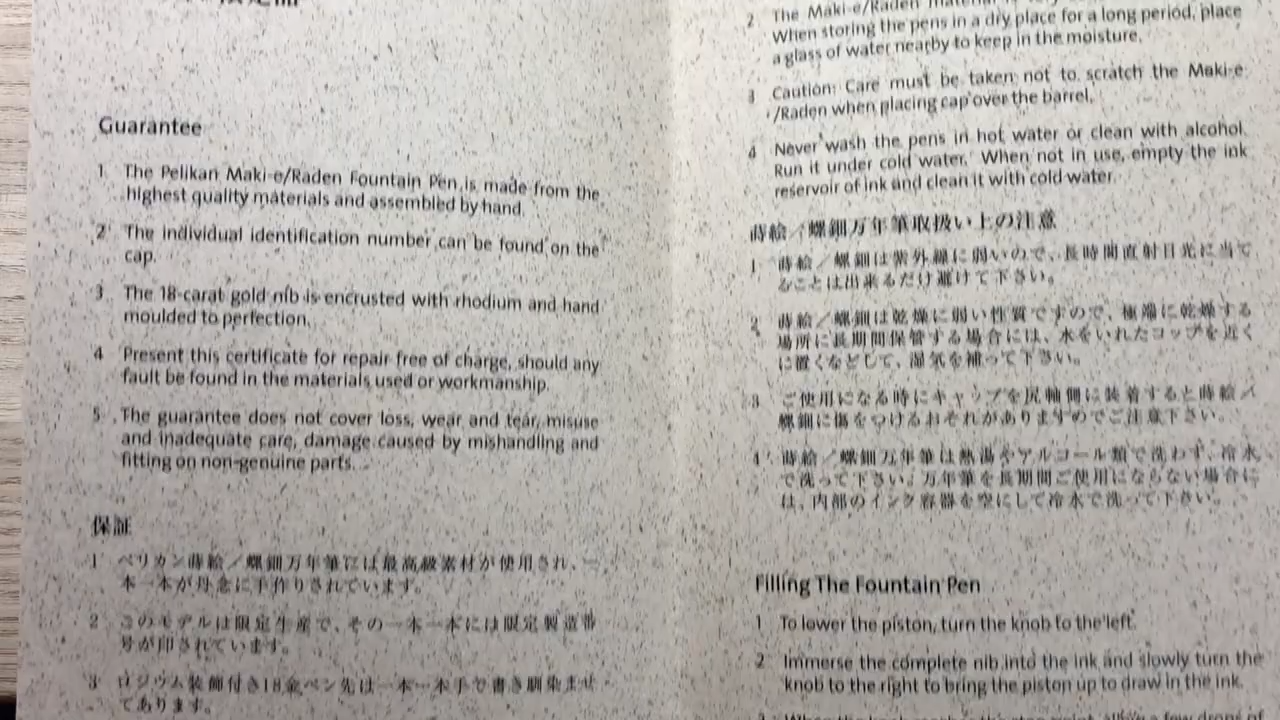 Guarantee
1 The Pelikan Maki-e/Raden Fountain Pen is made from the
highest quality materials and assembled by hand.
2 The individual identification number can be found on the
cap.
3 The 18-carat gold nib is encrusted with rhodium and hand
moulded to perfection.
4 Present this certificate for repair free of charge, should any
fault be found in the materials used or workmanship.
5 The guarantee does not cover loss, wear and tear, misuse
and inadequate care, damage caused by mishandling and
fitting on non-genuine parts.
保証
1 ペリカン蒔絵／螺鈿万年筆には最高級素材が使用され、一
本一本が丹念に手作りされています。
2 このモデルは限定生産で、その一本一本には限定製造番
号が印されています。
3 ロジウム装飾付き18金ペン先は一本一本手で書き馴染ませ
てあります。
2 The Maki-e/Raden material is very
When storing the pens in a dry place for a long period, place
a glass of water nearby to keep in the moisture.
3 Caution: Care must be taken not to scratch the Maki-e
/Raden when placing cap over the barrel.
4 Never wash the pens in hot water or clean with alcohol.
Run it under cold water. When not in use, empty the ink
reservoir of ink and clean it with cold water.
蒔絵／螺鈿万年筆取扱い上の注意
1 蒔絵／螺鈿は紫外線に弱いので、長時間直射日光に当て
ることは出来るだけ避けて下さい。
2 蒔絵／螺鈿は乾燥に弱い性質ですので、極端に乾燥する
場所に長期間保管する場合には、水をいれたコップを近く
に置くなどして、湿気を補って下さい。
3 ご使用になる時にキャップを尻軸側に装着すると蒔絵／
螺鈿に傷をつけるおそれがありますのでご注意下さい。
4 蒔絵／螺鈿万年筆は熱湯やアルコール類で洗わず、冷水
で洗って下さい。万年筆を長期間ご使用にならない場合に
は、内部のインク容器を空にして冷水で洗って下さい。
Filling The Fountain Pen
1 To lower the piston, turn the knob to the left.
2 Immerse the complete nib into the ink and slowly turn the
knob to the right to bring the piston up to draw in the ink.